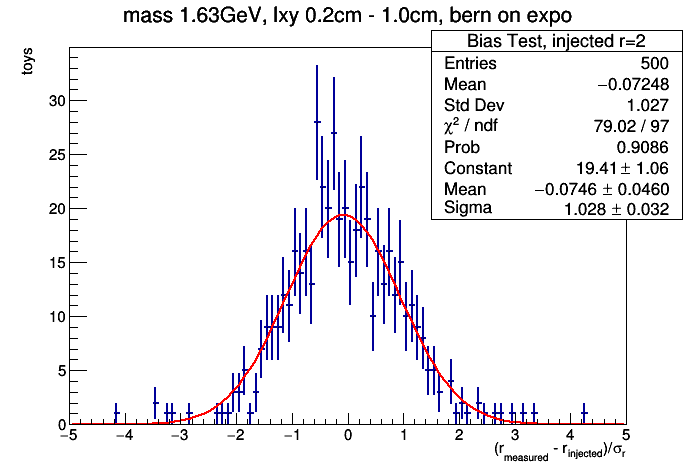 mass 1.63GeV, lxy 0.2cm - 1.0cm, bern on expo
toys
Bias Test, injected r=2
Entries 500
Mean −0.07248
Std Dev 1.027
χ² / ndf 79.02 / 97
Prob 0.9086
Constant 19.41 ± 1.06
Mean −0.0746 ± 0.0460
Sigma 1.028 ± 0.032
30
25
20
15
10
5
0
−5 −4 −3 −2 −1 0 1 2 3 4 5
(r_measured - r_injected)/σ_r